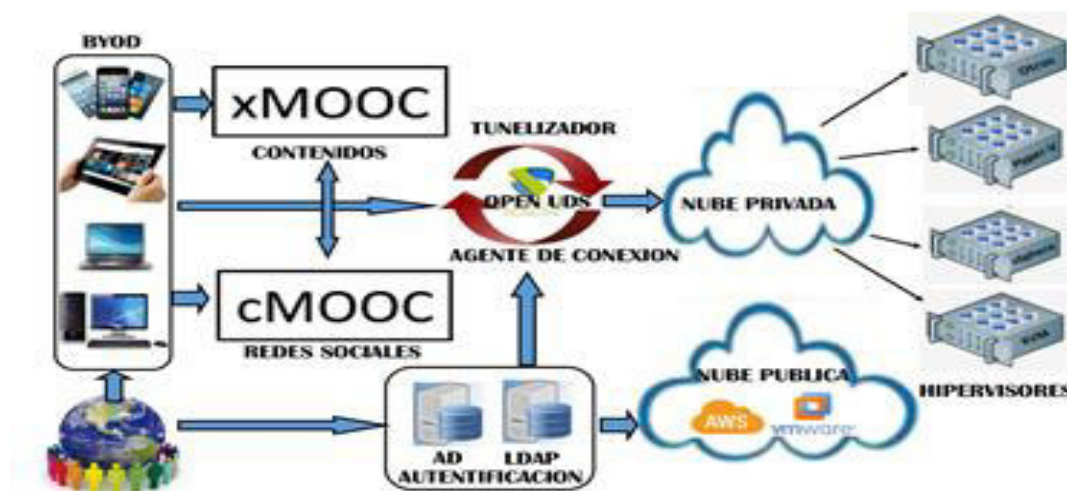 BYOD
xMOOC
CONTENIDOS
cMOOC
REDES SOCIALES
TUNELIZADOR
OPEN UDS
AGENTE DE CONEXION
NUBE PRIVADA
AD
LDAP
AUTENTIFICACION
NUBE PUBLICA
AWS
vmware
HIPERVISORES